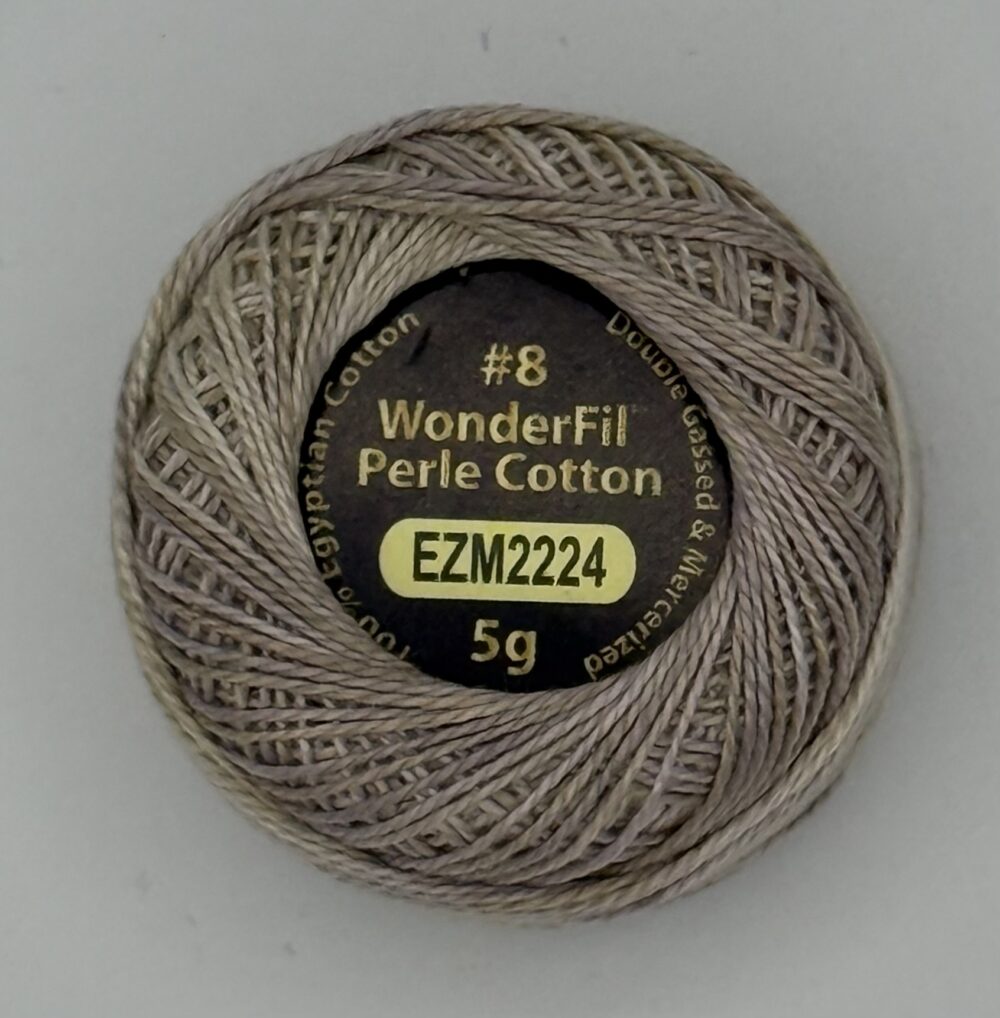 #8
WonderFil
Perle Cotton
EZM2224
5g
100% Egyptian Cotton
Double Gassed & Mercerized